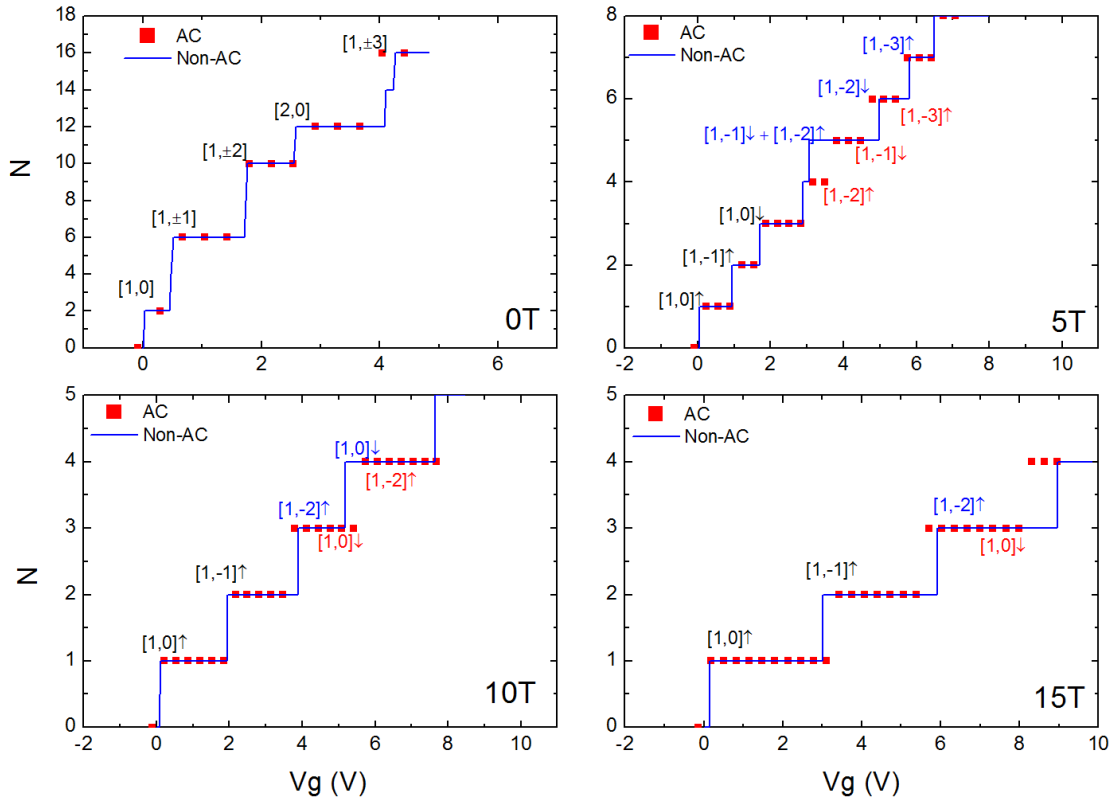 18
16
14
12
10
8
6
4
2
0
N
AC
Non-AC
[1,0]
[1,±1]
[1,±2]
[2,0]
[1,±3]
0T
0 2 4 6
8
6
4
2
0
AC
Non-AC
[1,0]↑
[1,-1]↑
[1,0]↓
[1,-1]↓ + [1,-2]↑
[1,-2]↑
[1,-1]↓
[1,-2]↓
[1,-3]↑
[1,-3]↑
5T
-2 0 2 4 6 8 10
5
4
3
2
1
0
N
AC
Non-AC
[1,0]↑
[1,-1]↑
[1,-2]↑
[1,0]↓
[1,0]↓
[1,-2]↑
10T
-2 0 2 4 6 8 10
Vg (V)
5
4
3
2
1
0
AC
Non-AC
[1,0]↑
[1,-1]↑
[1,-2]↑
[1,0]↓
15T
-2 0 2 4 6 8 10
Vg (V)